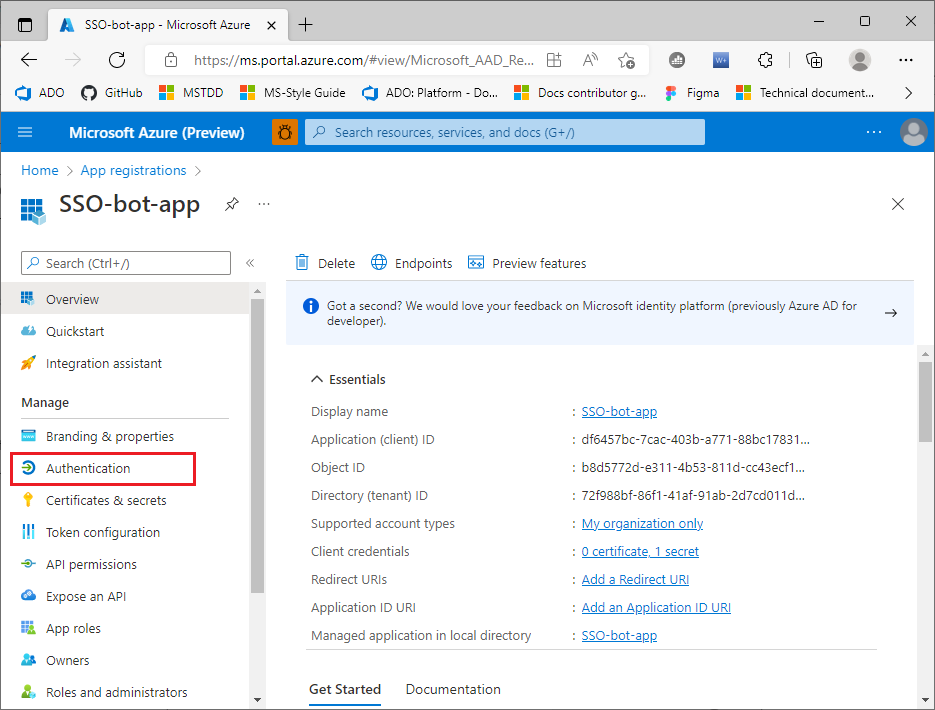 SSO-bot-app - Microsoft Azure
https://ms.portal.azure.com/#view/Microsoft_AAD_Re...
ADO
GitHub
MSTDD
MS-Style Guide
ADO: Platform - Do...
Docs contributor g...
Figma
Technical document...
Microsoft Azure (Preview)
Search resources, services, and docs (G+/)
Home > App registrations >
SSO-bot-app
Search (Ctrl+/)
Overview
Quickstart
Integration assistant
Manage
Branding & properties
Authentication
Certificates & secrets
Token configuration
API permissions
Expose an API
App roles
Owners
Roles and administrators
Delete
Endpoints
Preview features
Got a second? We would love your feedback on Microsoft identity platform (previously Azure AD for
developer).
Essentials
Display name : SSO-bot-app
Application (client) ID : df6457bc-7cac-403b-a771-88bc17831...
Object ID : b8d5772d-e311-4b53-811d-cc43ecf1...
Directory (tenant) ID : 72f988bf-86f1-41af-91ab-2d7cd011d...
Supported account types : My organization only
Client credentials : 0 certificate, 1 secret
Redirect URIs : Add a Redirect URI
Application ID URI : Add an Application ID URI
Managed application in local directory : SSO-bot-app
Get Started
Documentation